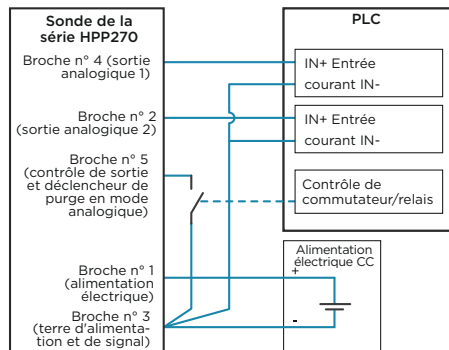 Sonde de la
série HPP270
Broche n° 4 (sortie
analogique 1)
Broche n° 2
(sortie analogique 2)
Broche n° 5
(contrôle de sortie
et déclencheur de
purge en mode
analogique)
Broche n° 1
(alimentation
électrique)
Broche n° 3
(terre d'alimenta-
tion et de signal)
PLC
IN+ Entrée
courant IN-
IN+ Entrée
courant IN-
Contrôle de
commutateur/relais
Alimentation
électrique CC
+
-